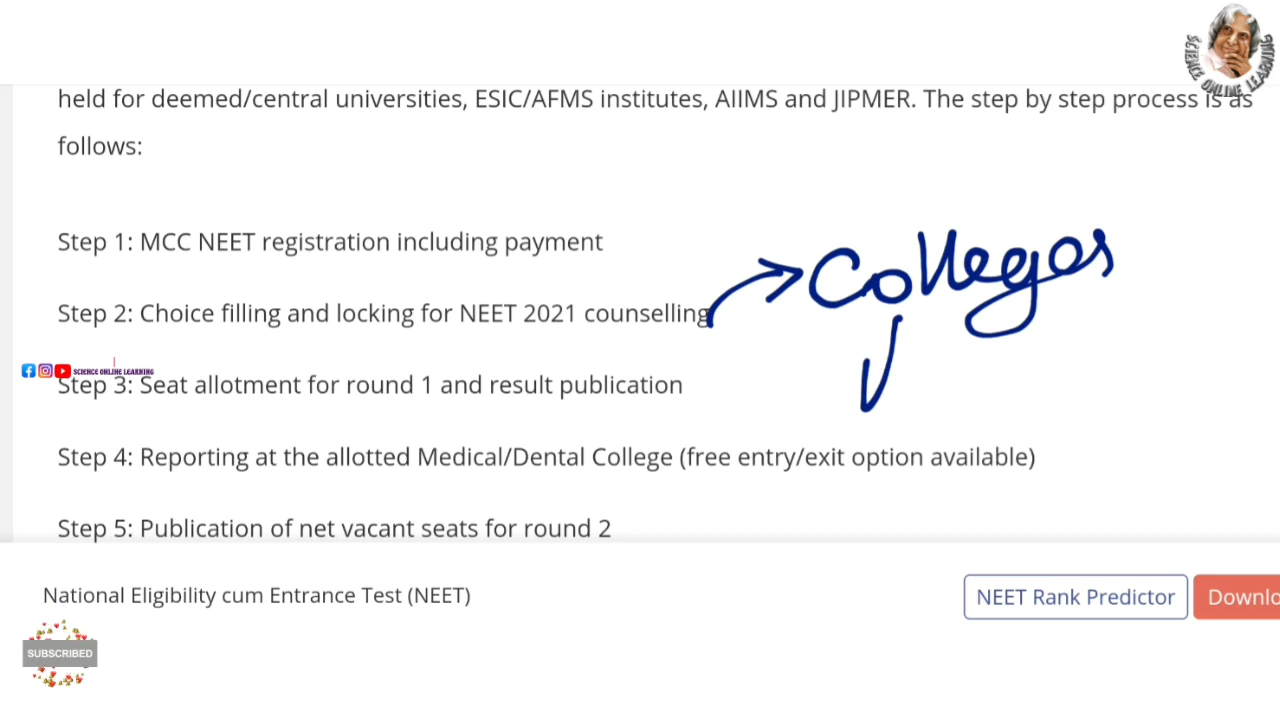 SCIENCE ONLINE LEARNING
held for deemed/central universities, ESIC/AFMS institutes, AIIMS and JIPMER. The step by step process is as
follows:
Step 1: MCC NEET registration including payment
Colleges
Step 2: Choice filling and locking for NEET 2021 counselling
SCIENCE ONLINE LEARNING
Step 3: Seat allotment for round 1 and result publication
Step 4: Reporting at the allotted Medical/Dental College (free entry/exit option available)
Step 5: Publication of net vacant seats for round 2
National Eligibility cum Entrance Test (NEET)
NEET Rank Predictor
Downlo
SUBSCRIBED